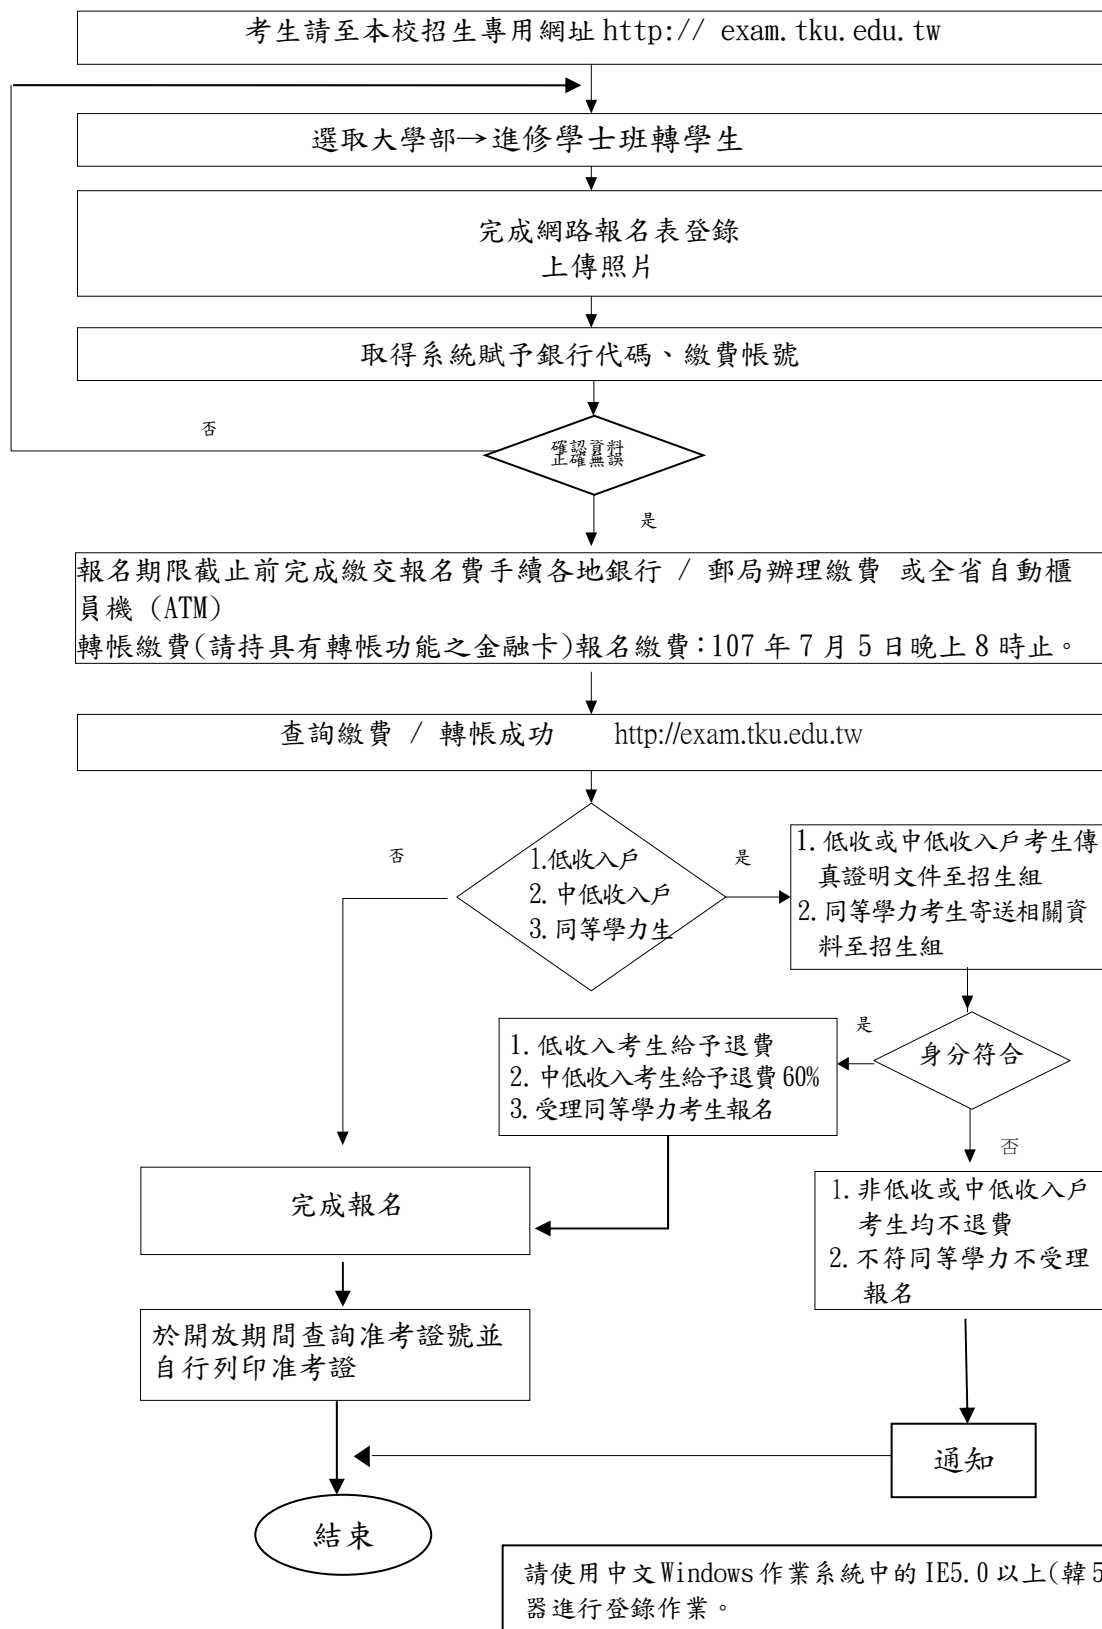 考生請至本校招生專用網址 http:// exam.tku.edu.tw
選取大學部→進修學士班轉學生
完成網路報名表登錄
上傳照片
取得系統賦予銀行代碼、繳費帳號
否
確認資料
正確無誤
是
報名期限截止前完成繳交報名費手續各地銀行 / 郵局辦理繳費 或全省自動櫃
員機 (ATM)
轉帳繳費(請持具有轉帳功能之金融卡)報名繳費：107 年 7 月 5 日晚上 8 時止。
查詢繳費 / 轉帳成功 http://exam.tku.edu.tw
否
1.低收入戶
2.中低收入戶
3.同等學力生
是
1.低收或中低收入戶考生傳
真證明文件至招生組
2.同等學力考生寄送相關資
料至招生組
身分符合
是
1.低收入考生給予退費
2.中低收入考生給予退費 60%
3.受理同等學力考生報名
否
1.非低收或中低收入戶
考生均不退費
2.不符同等學力不受理
報名
完成報名
於開放期間查詢准考證號並
自行列印准考證
通知
結束
請使用中文 Windows 作業系統中的 IE5.0 以上(韓 5
器進行登錄作業。